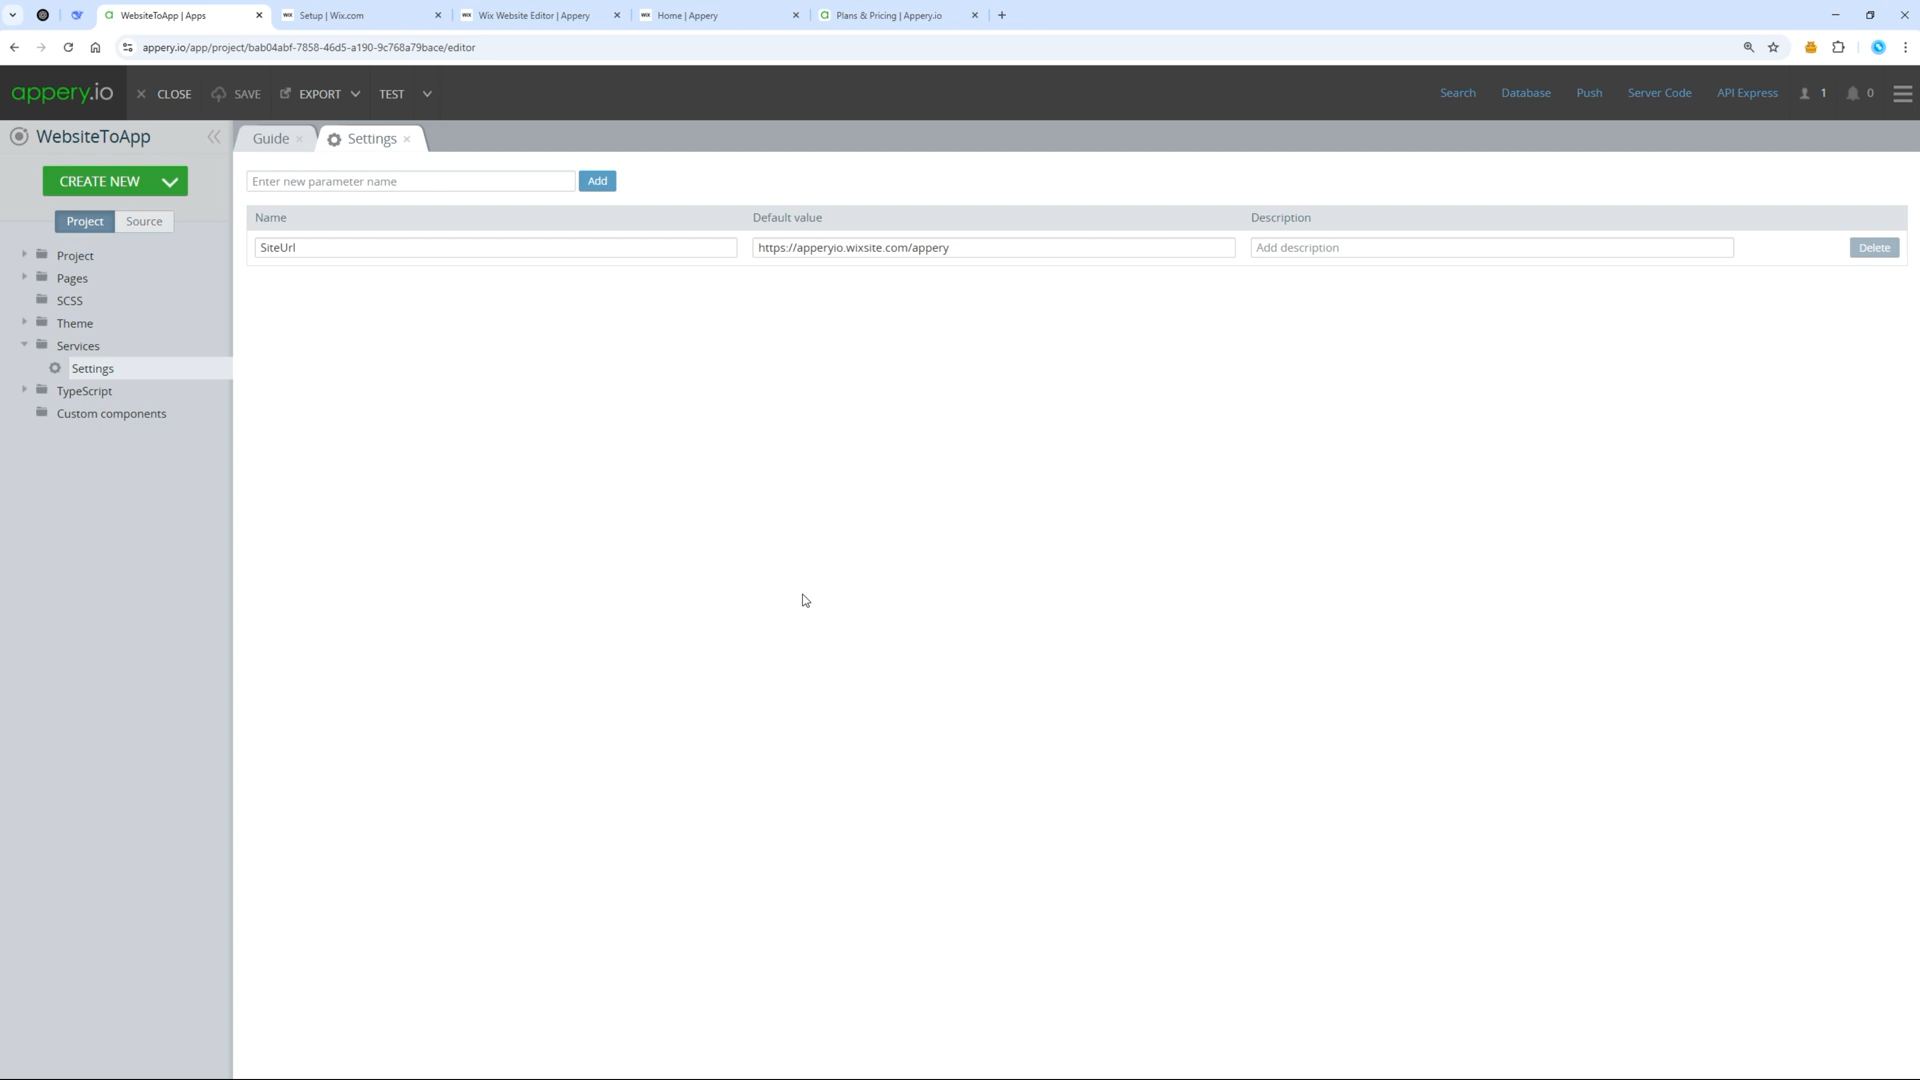 WebsiteToApp | Apps
WIX Setup | Wix.com
WIX Wix Website Editor | Appery
WIX Home | Appery
Plans & Pricing | Appery.io
appery.io/app/project/bab04abf-7858-46d5-a190-9c768a79bace/editor
appery.io
CLOSE
SAVE
EXPORT
TEST
Search
Database
Push
Server Code
API Express
1
0
WebsiteToApp
CREATE NEW
Project
Source
Project
Pages
SCSS
Theme
Services
Settings
TypeScript
Custom components
Guide
Settings
Enter new parameter name
Add
Name
Default value
Description
SiteUrl
https://apperyio.wixsite.com/appery
Add description
Delete